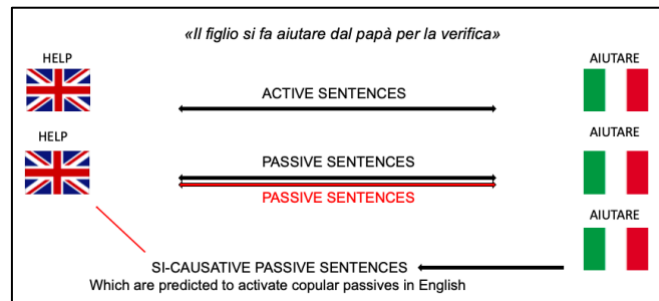 «Il figlio si fa aiutare dal papà per la verifica»
HELP
AIUTARE
ACTIVE SENTENCES
HELP
AIUTARE
PASSIVE SENTENCES
PASSIVE SENTENCES
AIUTARE
SI-CAUSATIVE PASSIVE SENTENCES
Which are predicted to activate copular passives in English